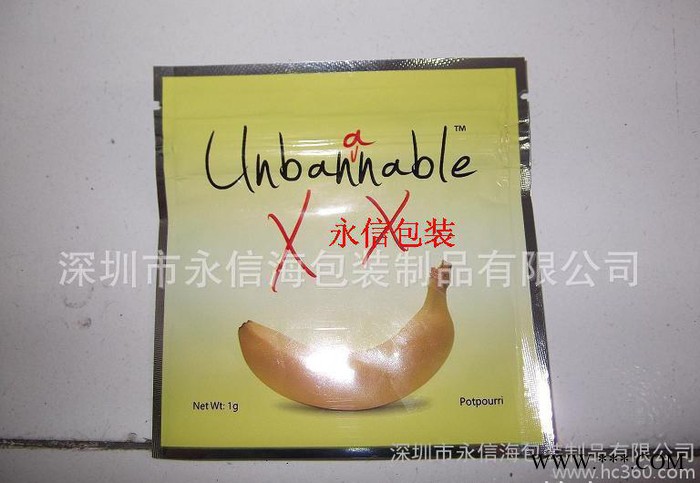 a
Unbannable™
X X
永信包装
深圳市永信海包装制品有限公司
Net Wt: 1g
Potpourri
深圳市永信海包装制品有限公司
www.***.COM
www.hc360.com